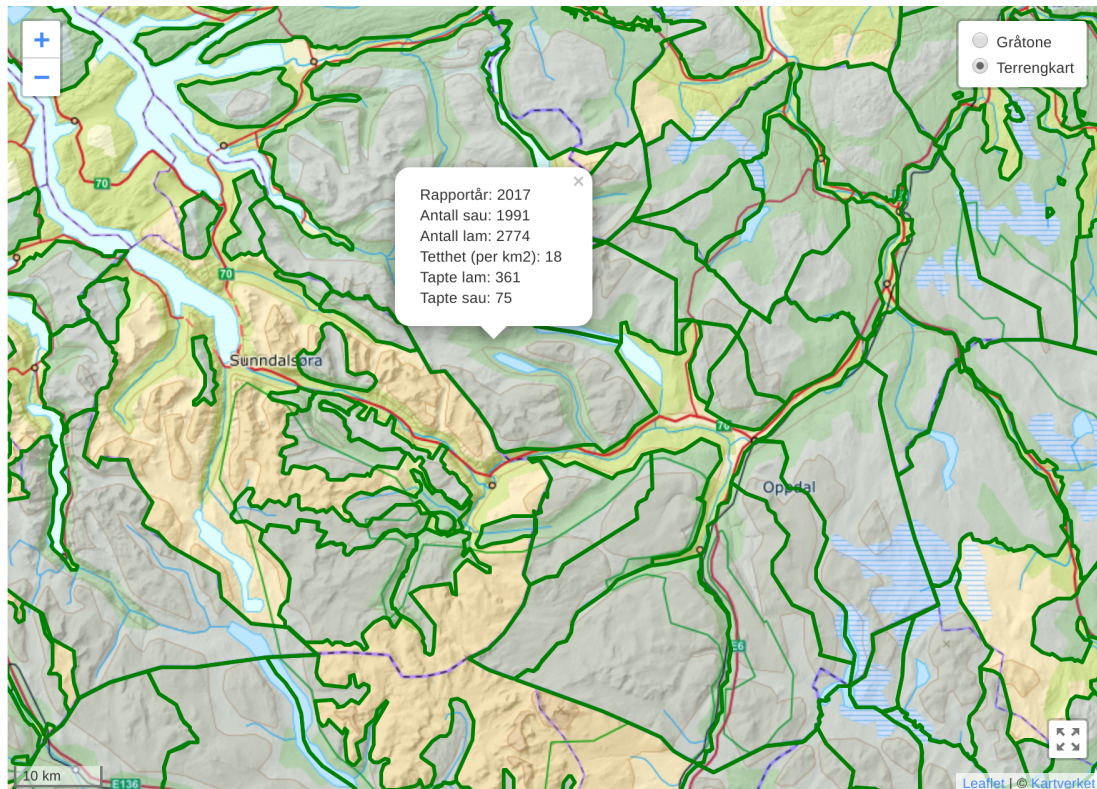 +
−
Gråtone
Terrengkart
70
Rapportår: 2017
Antall sau: 1991
Antall lam: 2774
Tetthet (per km2): 18
Tapte lam: 361
Tapte sau: 75
×
70
Sunndalsøra
70
Oppdal
E6
10 km
E136
Leaflet | © Kartverket